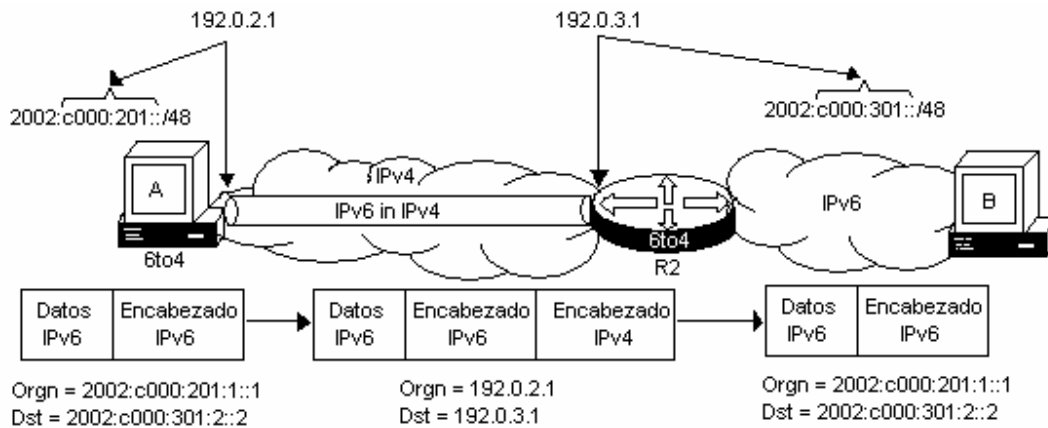 192.0.2.1
192.0.3.1
2002:c000:201::/48
2002:c000:301::/48
A
IPv4
IPv6 in IPv4
6to4
6to4
R2
IPv6
B
Datos IPv6
Encabezado IPv6
Datos IPv6
Encabezado IPv6
Encabezado IPv4
Datos IPv6
Encabezado IPv6
Orgn = 2002:c000:201:1::1
Dst = 2002:c000:301:2::2
Orgn = 192.0.2.1
Dst = 192.0.3.1
Orgn = 2002:c000:201:1::1
Dst = 2002:c000:301:2::2